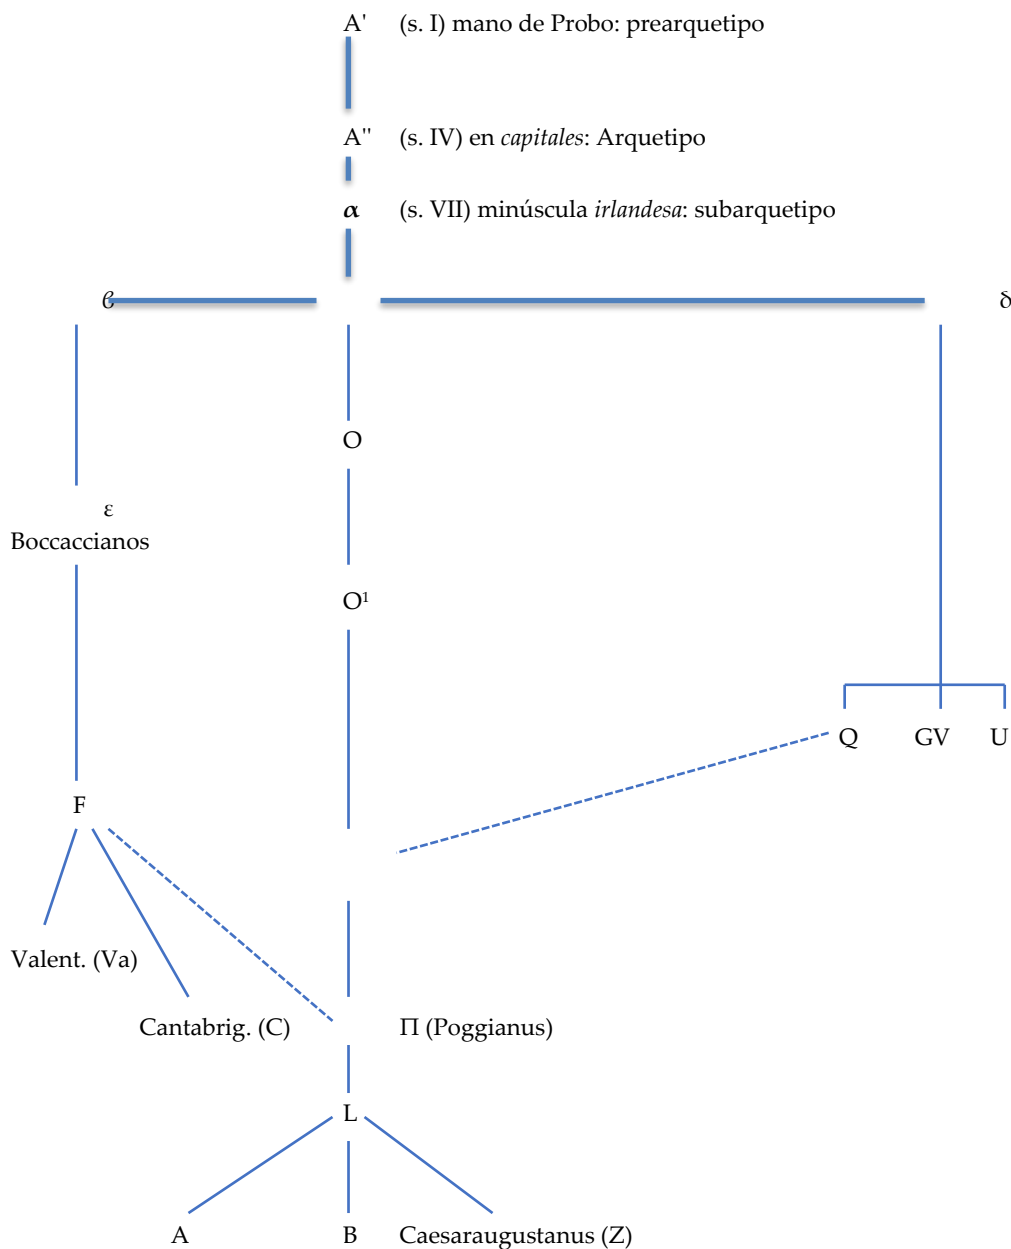 A' (s. I) mano de Probo: prearquetipo
A'' (s. IV) en capitales: Arquetipo
α (s. VII) minúscula irlandesa: subarquetipo
ϐ δ
O
ε
Boccaccianos
O¹
Q GV U
F
Valent. (Va)
Cantabrig. (C) Π (Poggianus)
L
A B Caesaraugustanus (Z)